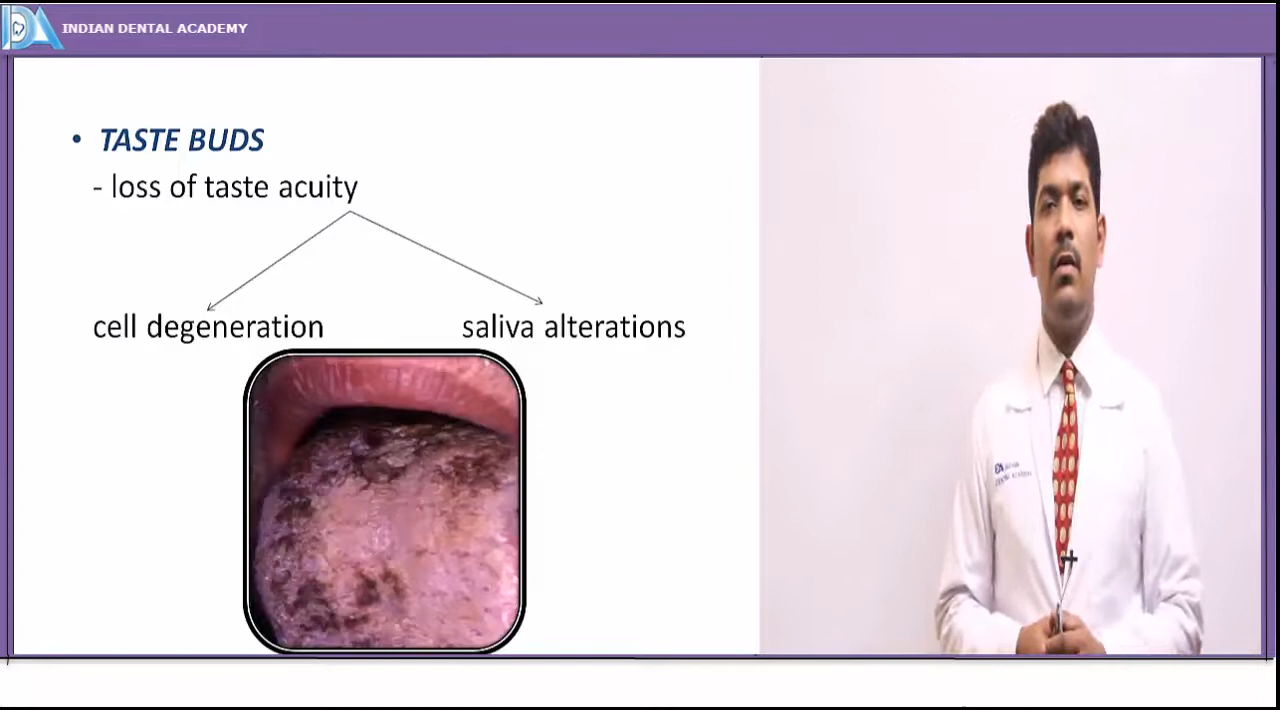 INDIAN DENTAL ACADEMY
• TASTE BUDS
- loss of taste acuity
cell degeneration
saliva alterations